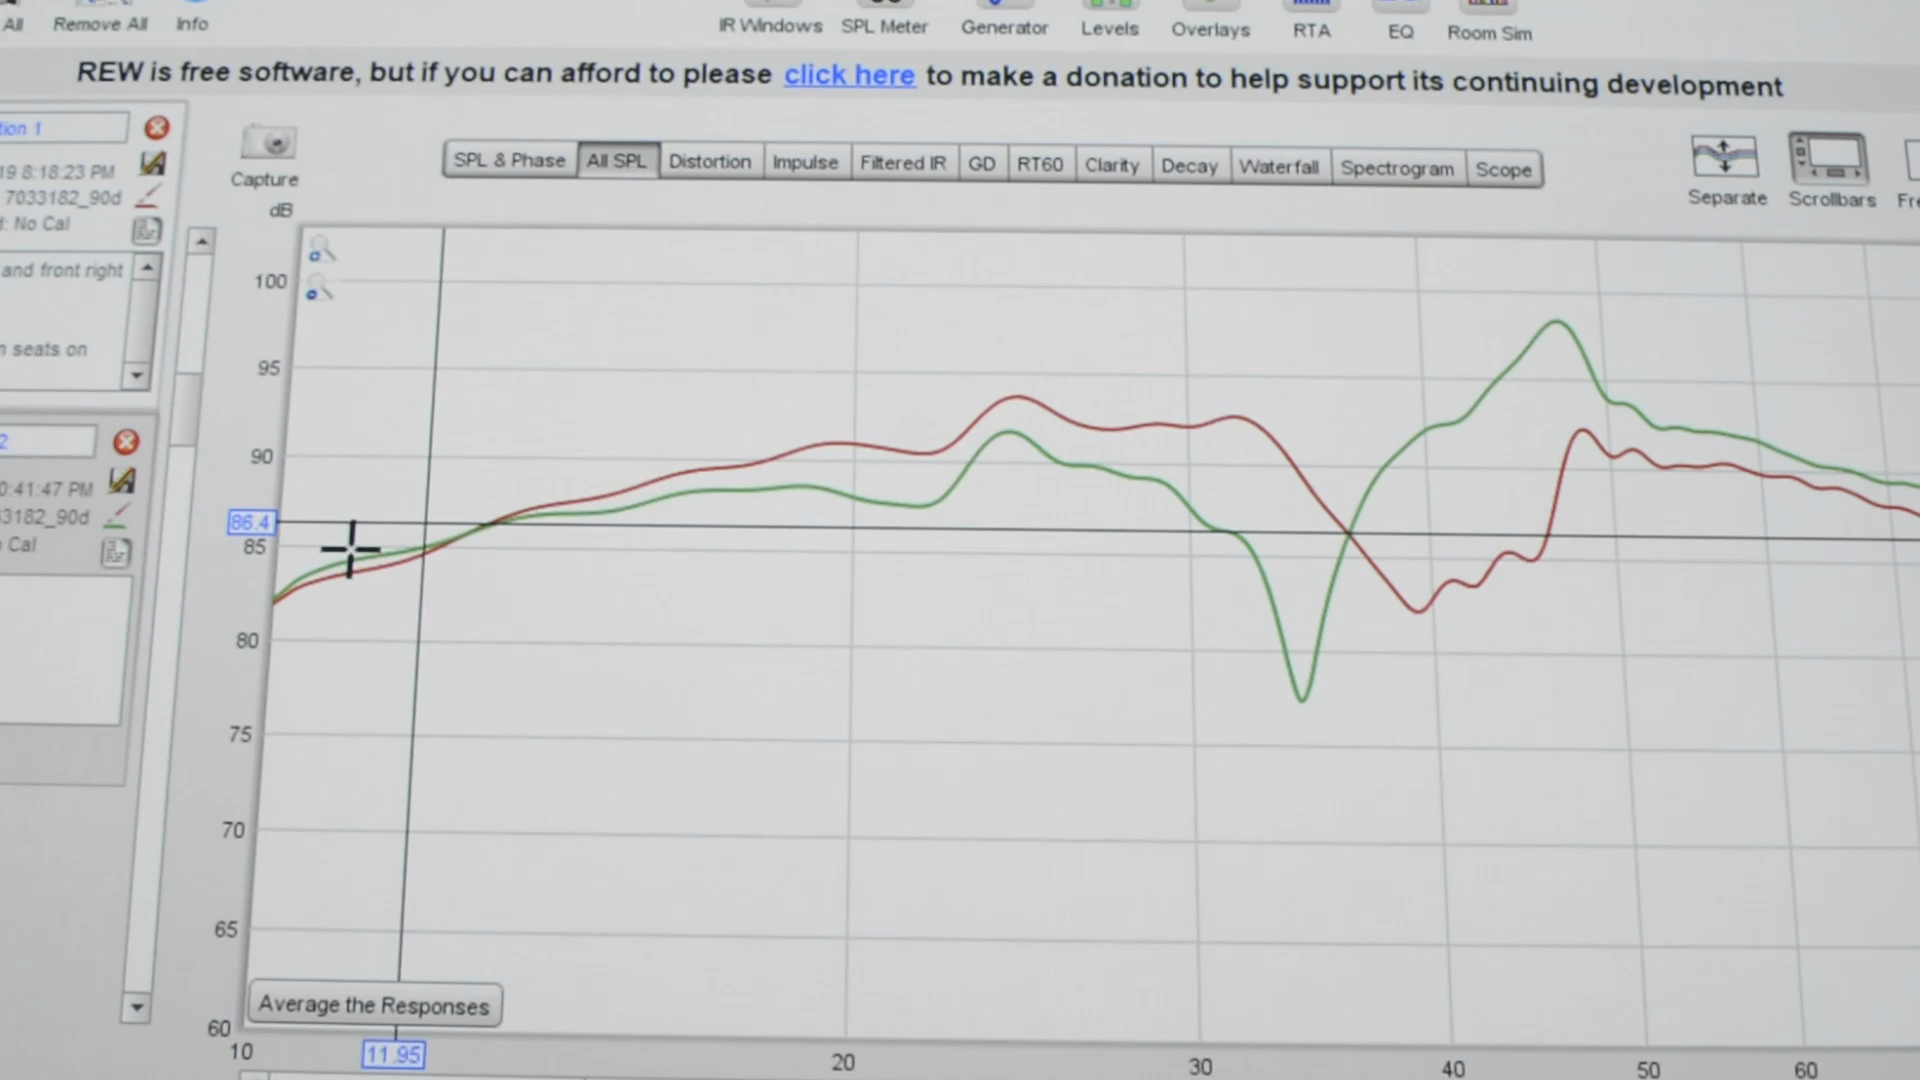 All Remove All Info IR Windows SPL Meter Generator Levels Overlays RTA EQ Room Sim
REW is free software, but if you can afford to please click here to make a donation to help support its continuing development
tion 1
19 8:18:23 PM
7033182_90d
: No Cal
and front right
seats on
2
0:41:47 PM
33182_90d
Cal
Capture
SPL & Phase All SPL Distortion Impulse Filtered IR GD RT60 Clarity Decay Waterfall Spectrogram Scope
Separate Scrollbars Fre
dB
100
95
90
86.4
85
80
75
70
65
60
Average the Responses
10 11.95 20 30 40 50 60